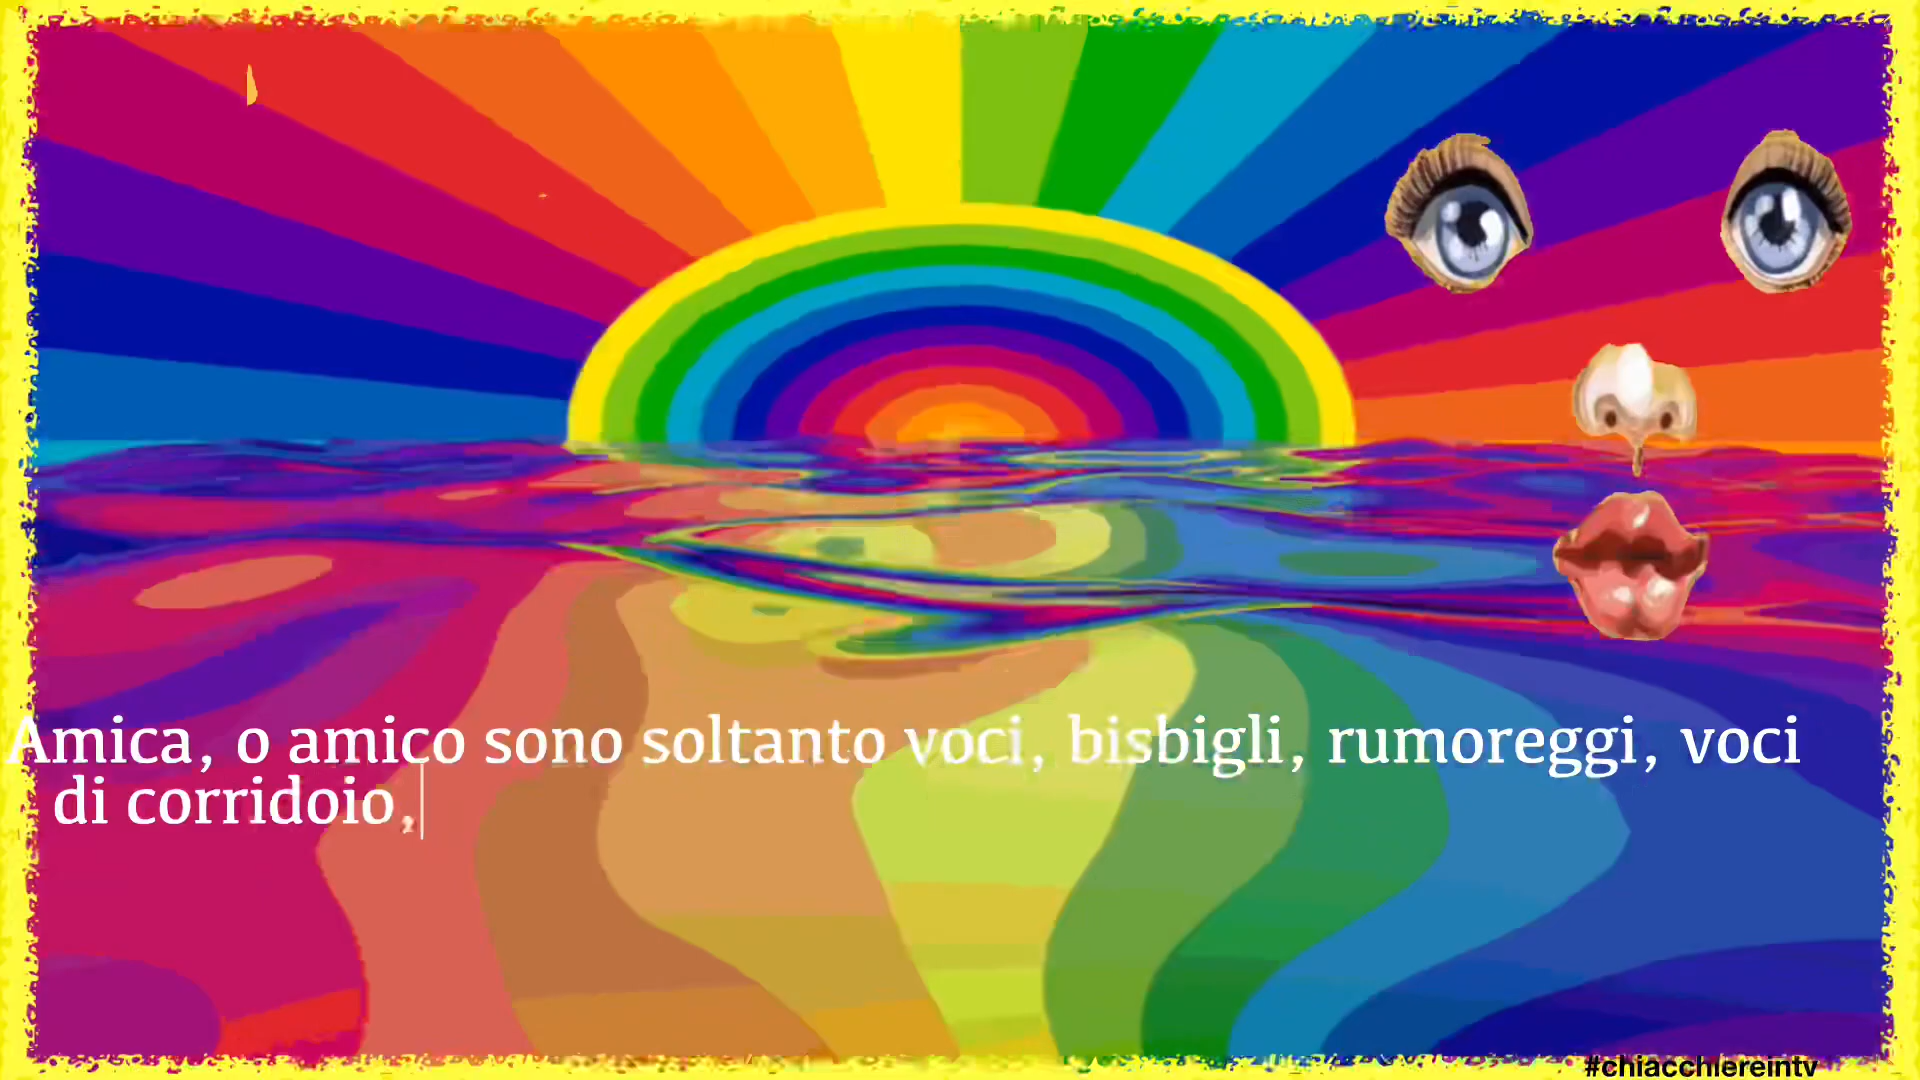 Amica, o amico sono soltanto voci, bisbigli, rumoreggi, voci
di corridoio,
#chiacchiereintv